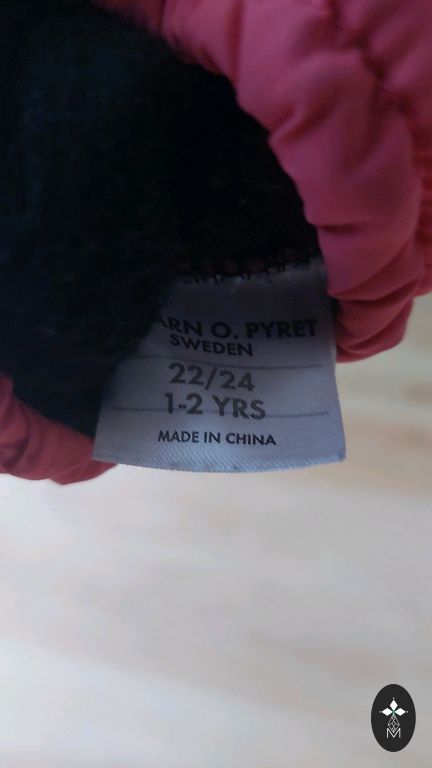 ARN O. PYRET
SWEDEN
22/24
1-2 YRS
MADE IN CHINA
M